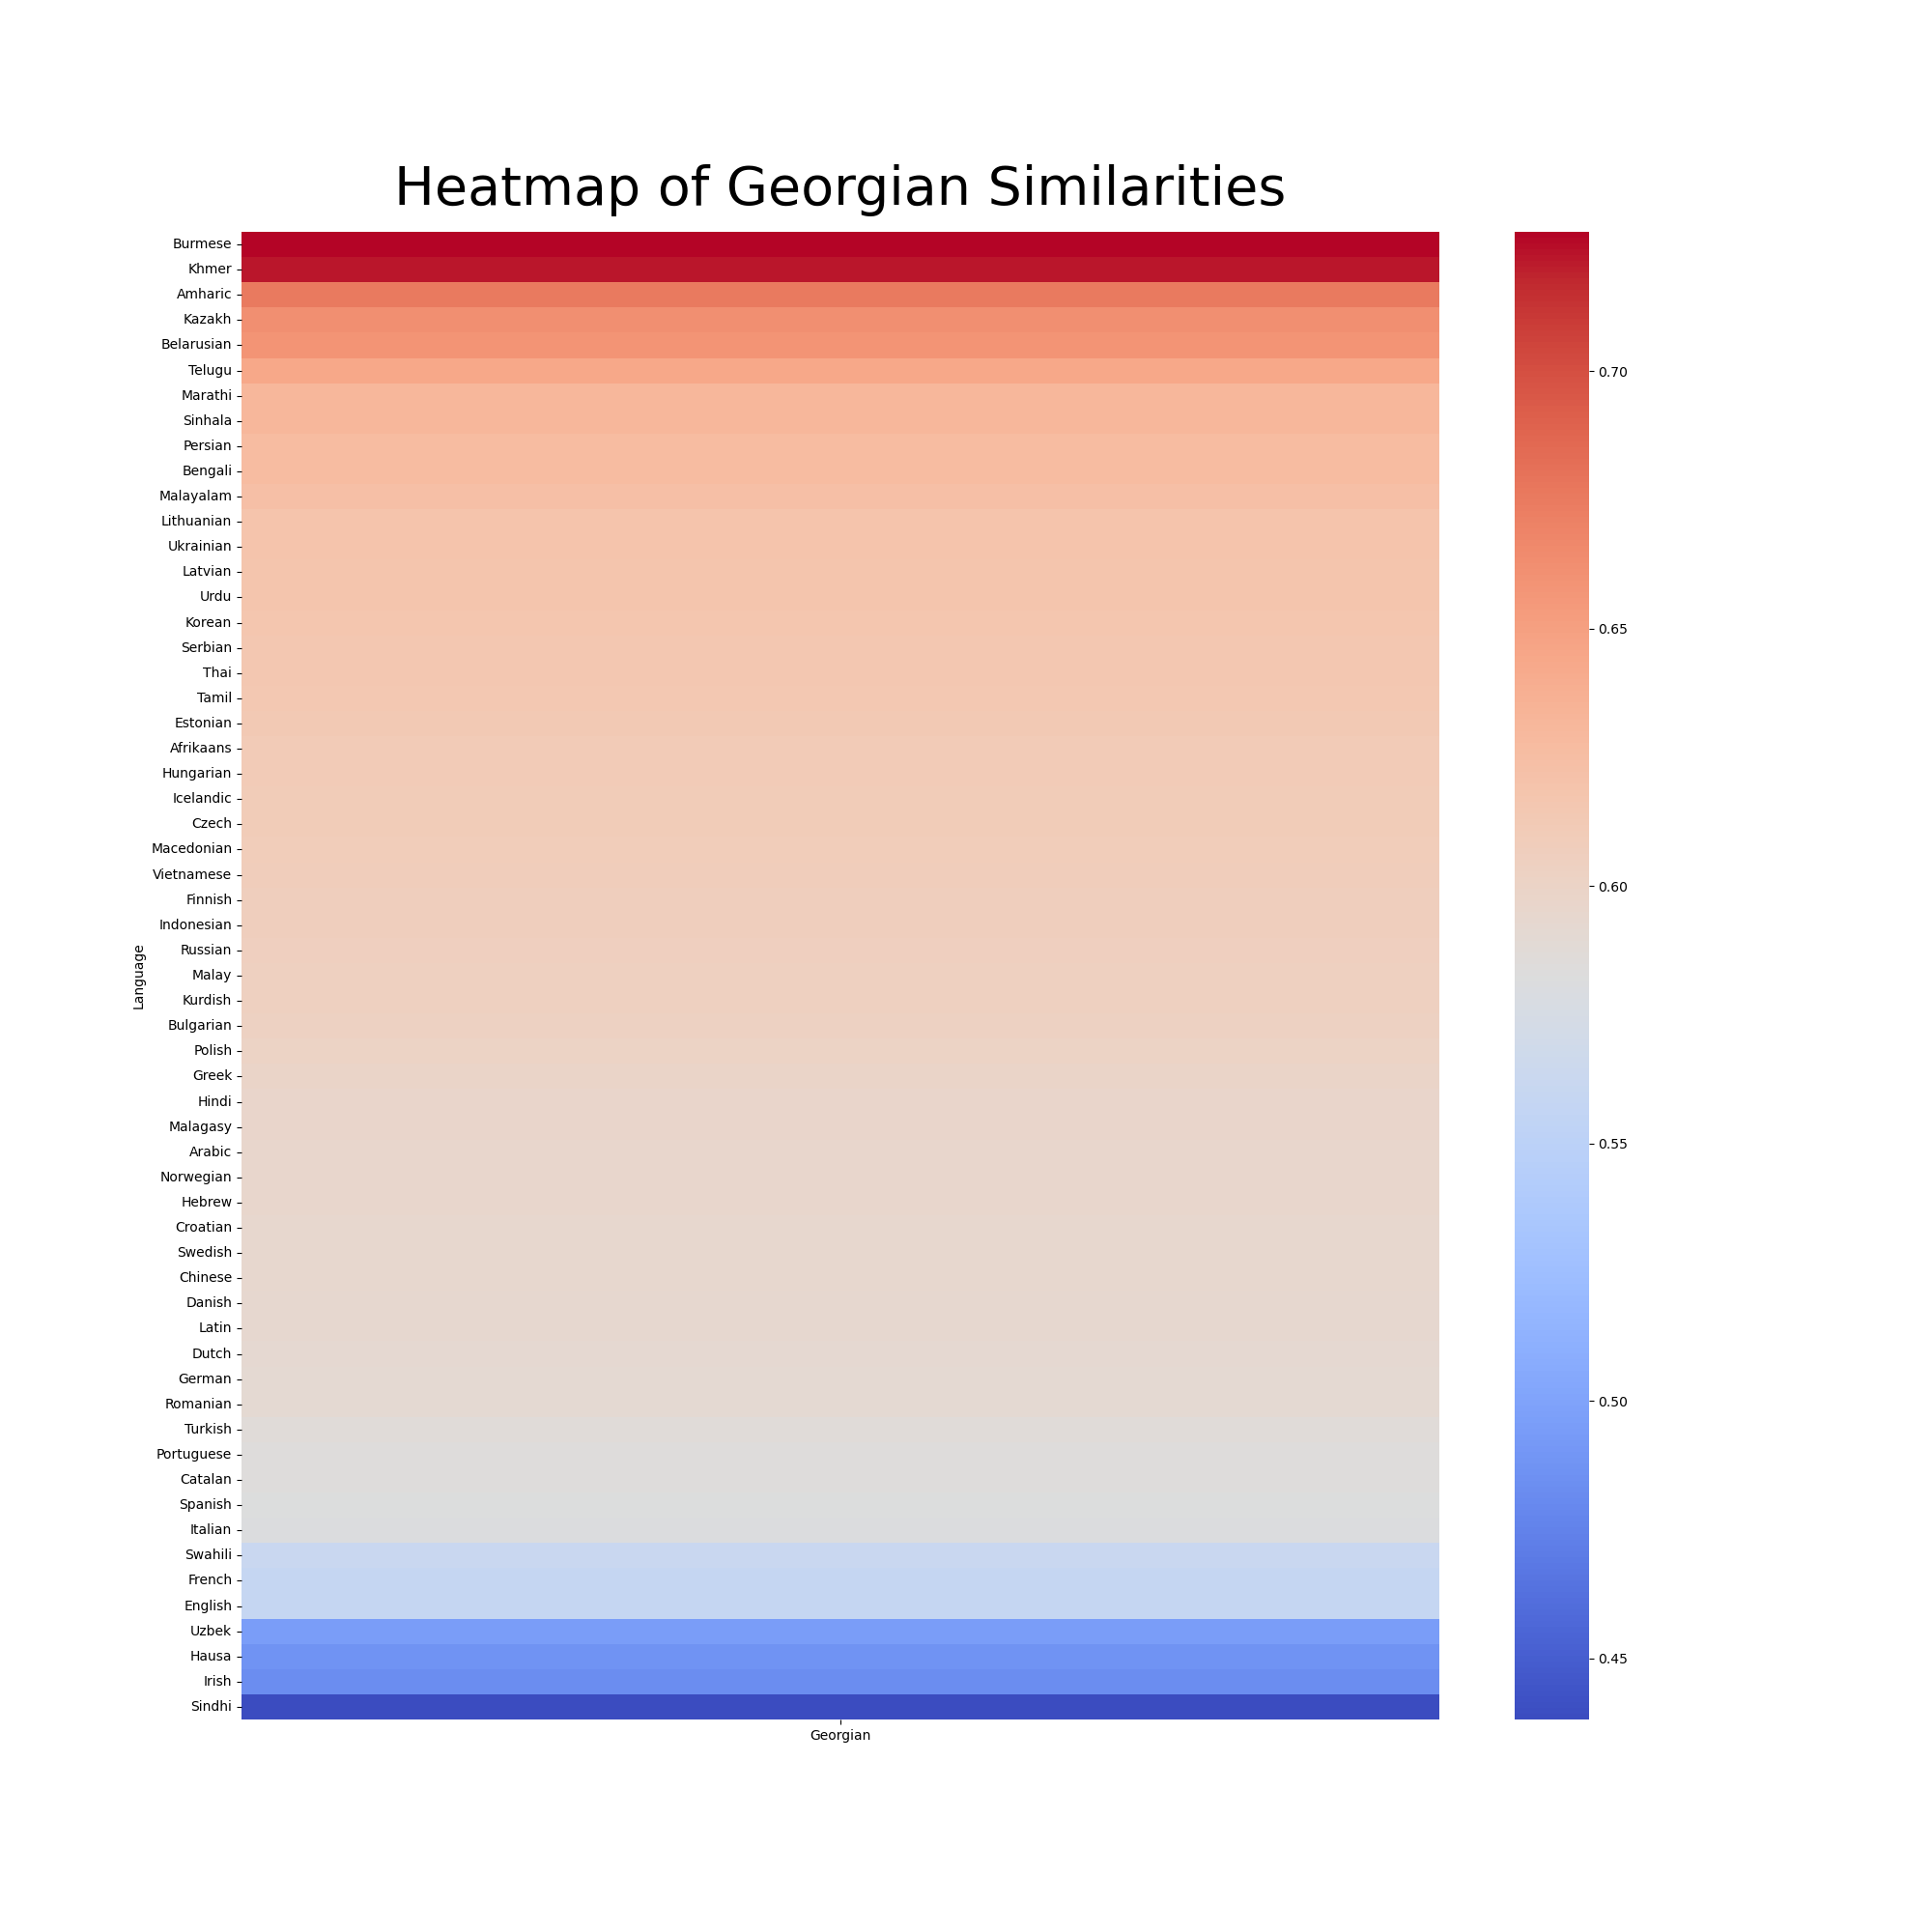 Heatmap of Georgian Similarities
Language
Burmese
Khmer
Amharic
Kazakh
Belarusian
Telugu
Marathi
Sinhala
Persian
Bengali
Malayalam
Lithuanian
Ukrainian
Latvian
Urdu
Korean
Serbian
Thai
Tamil
Estonian
Afrikaans
Hungarian
Icelandic
Czech
Macedonian
Vietnamese
Finnish
Indonesian
Russian
Malay
Kurdish
Bulgarian
Polish
Greek
Hindi
Malagasy
Arabic
Norwegian
Hebrew
Croatian
Swedish
Chinese
Danish
Latin
Dutch
German
Romanian
Turkish
Portuguese
Catalan
Spanish
Italian
Swahili
French
English
Uzbek
Hausa
Irish
Sindhi
Georgian
0.70
0.65
0.60
0.55
0.50
0.45